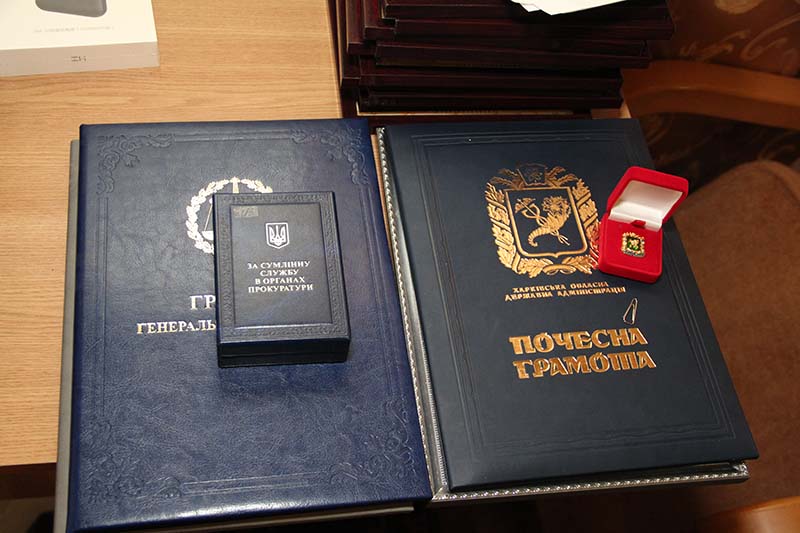 ГР
ГЕНЕРАЛЬ
ЗА СУМЛІННУ
СЛУЖБУ
В ОРГАНАХ
ПРОКУРАТУРИ
ХАРКІВСЬКА ОБЛАСНА
ДЕРЖАВНА АДМІНІСТРАЦІЯ
ПОЧЕСНА
ГРАМОТА